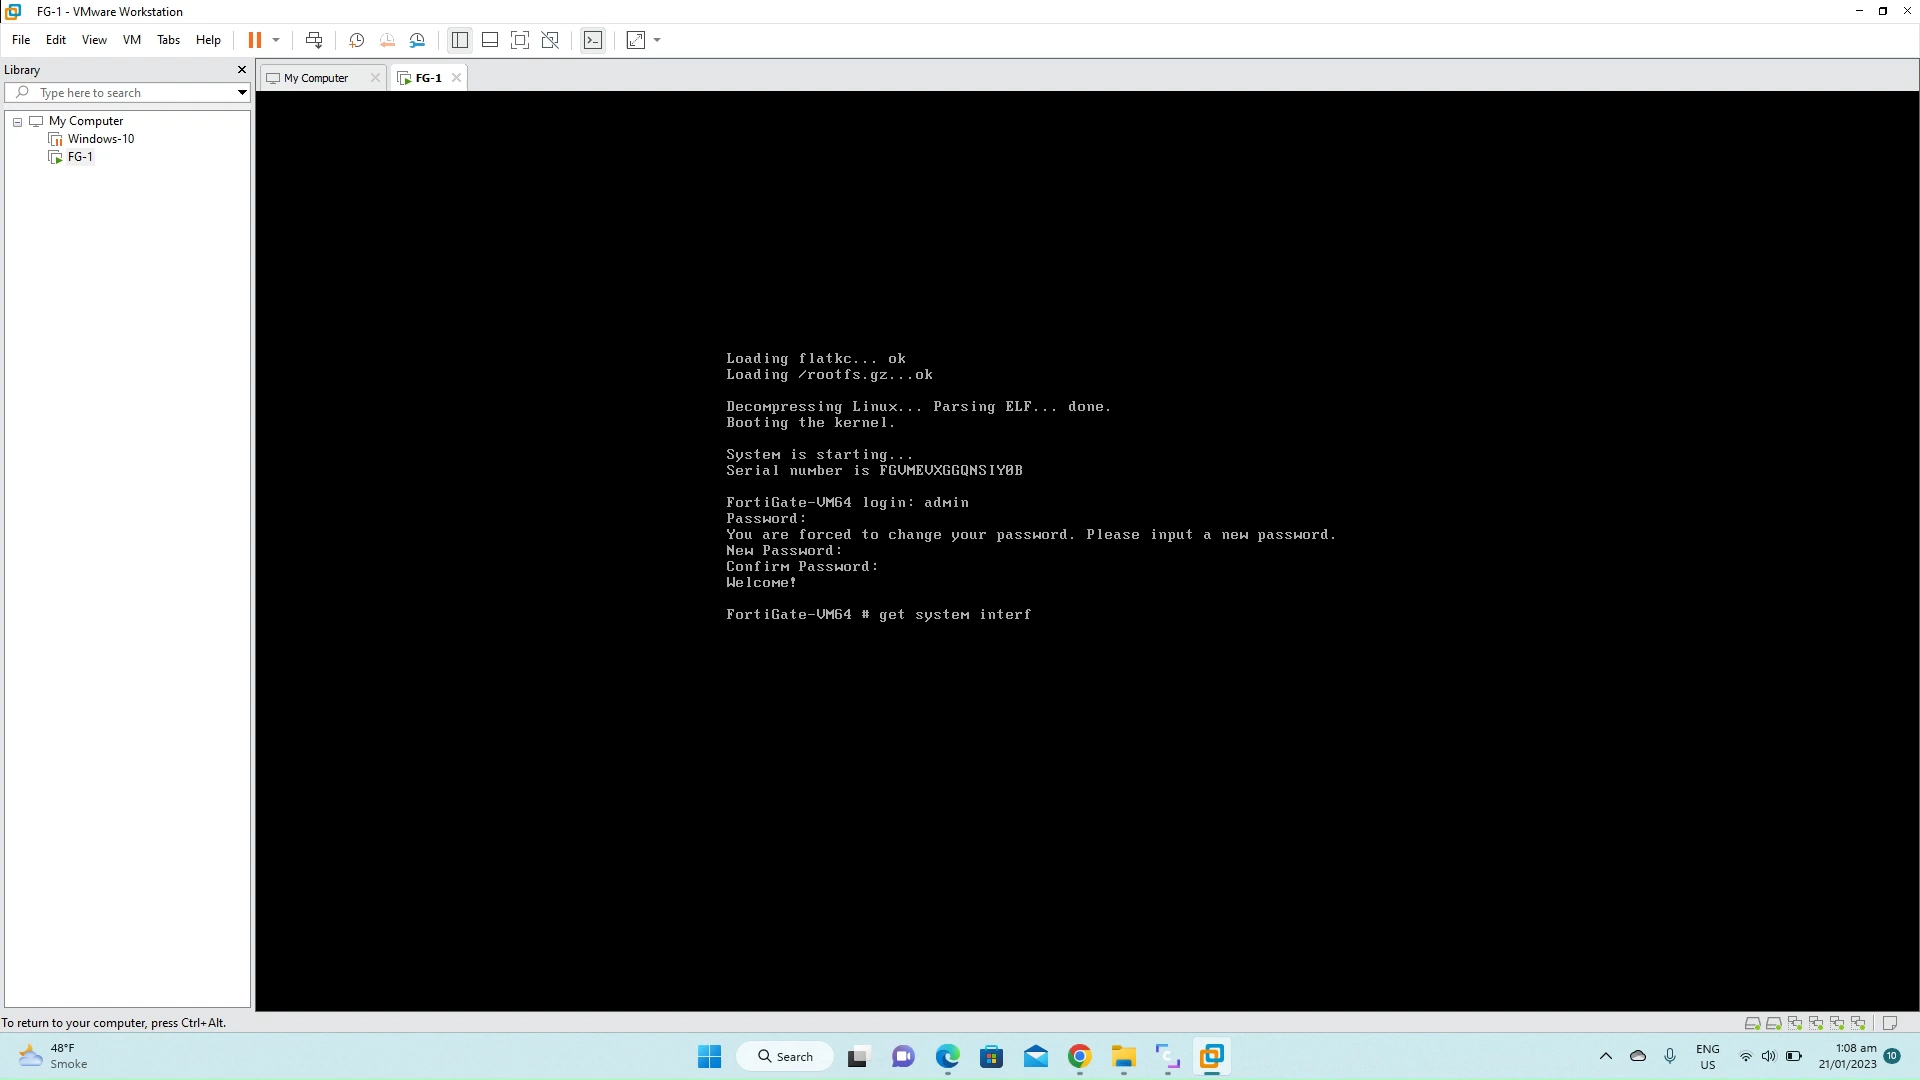 FG-1 - VMware Workstation
File Edit View VM Tabs Help
Library
Type here to search
My Computer
Windows-10
FG-1
My Computer
FG-1
Loading flatkc... ok
Loading /rootfs.gz...ok
Decompressing Linux... Parsing ELF... done.
Booting the kernel.
System is starting...
Serial number is FGVMEVXGGQNSIY0B
FortiGate-VM64 login: admin
Password:
You are forced to change your password. Please input a new password.
New Password:
Confirm Password:
Welcome!
FortiGate-VM64 # get system interf
To return to your computer, press Ctrl+Alt.
48°F
Smoke
Search
ENG
US
1:08 am
21/01/2023
10